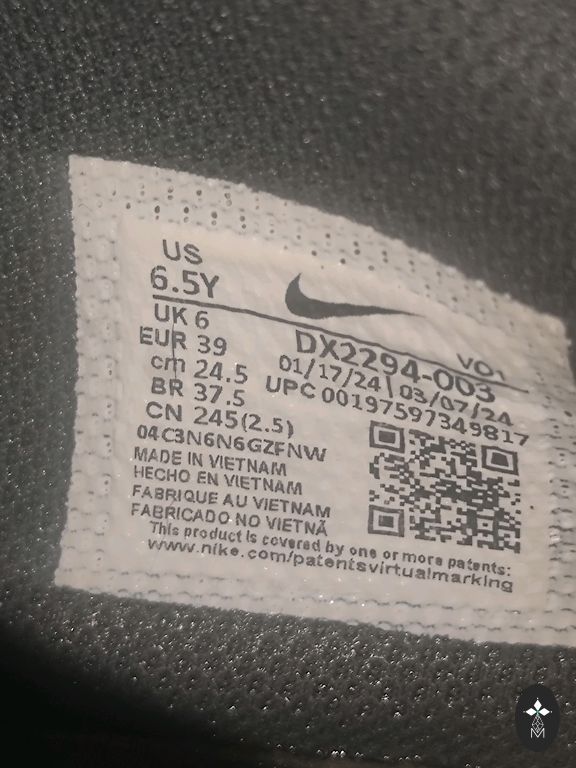 US
6.5Y
UK 6
EUR 39
cm 24.5
BR 37.5
CN 245(2.5)
04C3N6N6GZFNW
MADE IN VIETNAM
HECHO EN VIETNAM
FABRIQUE AU VIETNAM
FABRICADO NO VIETNÃ
VO1
DX2294-003
01/17/24 | 03/07/24
UPC 00197597349817
This product is covered by one or more patents:
www.nike.com/patentsvirtualmarking
M